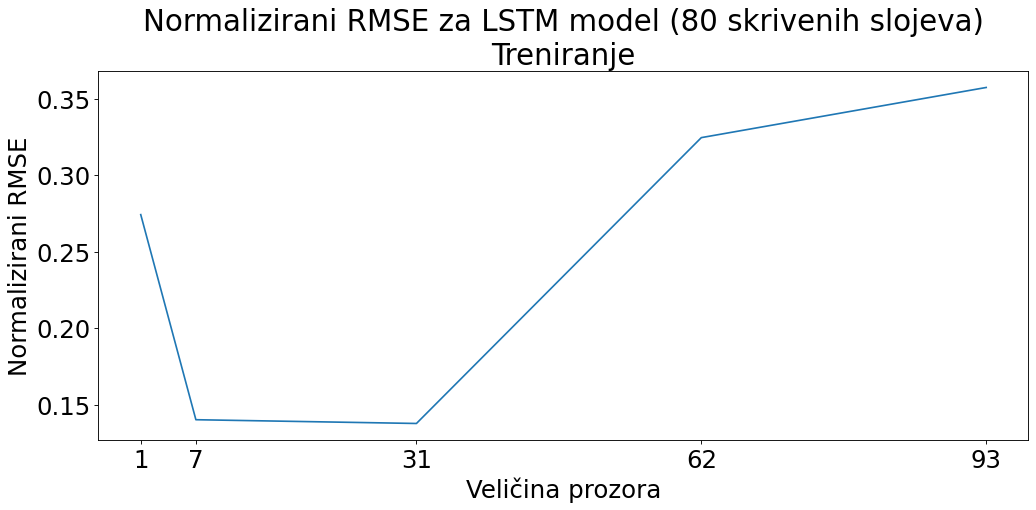 Normalizirani RMSE za LSTM model (80 skrivenih slojeva)
Treniranje
Normalizirani RMSE
0.35
0.30
0.25
0.20
0.15
1 7 31 62 93
Veličina prozora